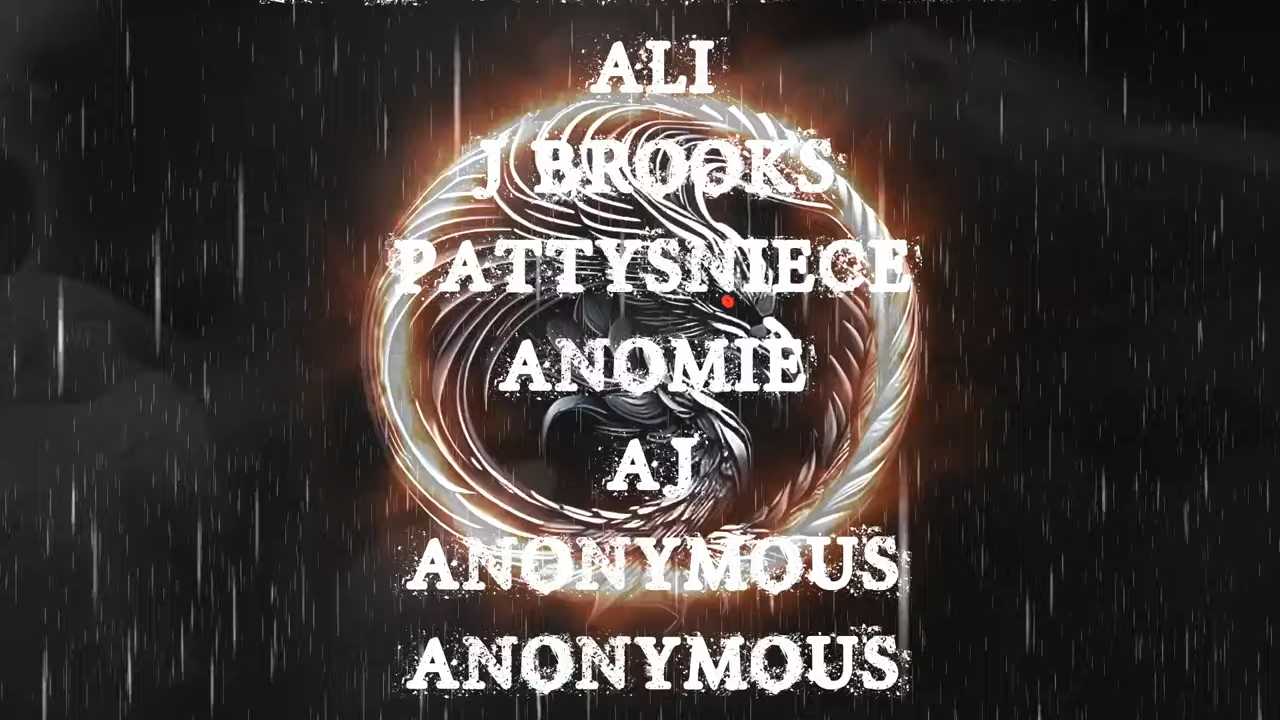 ALI
J BROOKS
PATTYSNIECE
ANOMIE
AJ
ANONYMOUS
ANONYMOUS